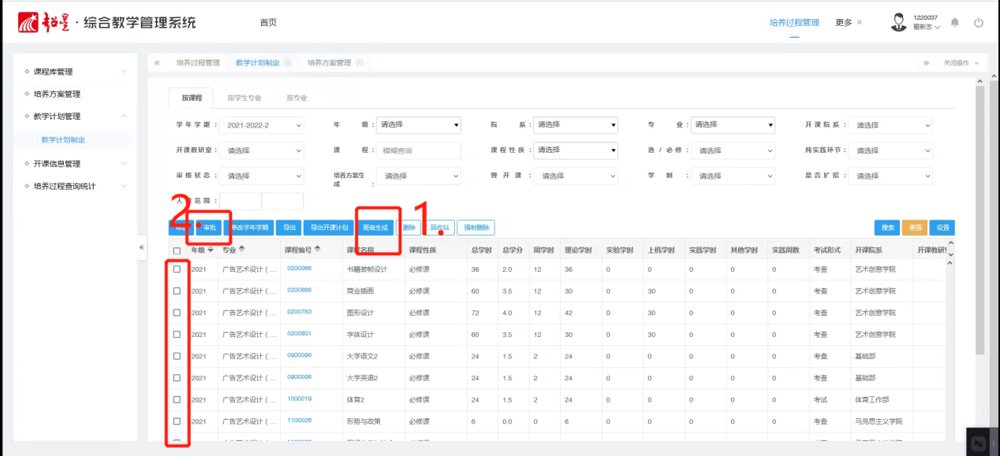 超星 · 综合教学管理系统 首页 培养过程管理 更多 » 1220037
翟新忠
« 培养过程管理 教学计划制定 培养方案管理 » 关闭操作
课程库管理
培养方案管理
教学计划管理
· 教学计划制定
开课信息管理
培养过程查询统计
按课程 按学生专业 按专业
学年学期： 2021-2022-2 年级： 请选择 院系： 请选择 专业： 请选择 开课院系： 请选择
开课教研室： 请选择 课程： 模糊查询 课程性质： 请选择 选/必修： 请选择 纯实践环节： 请选择
审核状态： 请选择 培养方案生成： 请选择 曾开课： 请选择 学制： 请选择 是否扩招： 请选择
范围：
2. 1.
审批 修改学年学期 导出 导出开课计划 班级生成 删除 回收站 强制删除 搜索 重置 设置
年级 专业 课程编号 课程名称 课程性质 总学时 总学分 周学时 理论学时 实验学时 上机学时 实践学时 其他学时 实践周数 考试形式 开课院系 开课教研
2021 广告艺术设计（... 0200068 书籍装帧设计 必修课 36 2.0 12 36 0 0 0 0 0 考查 艺术创意学院
2021 广告艺术设计（... 0200668 商业插画 必修课 60 3.5 12 30 0 30 0 0 0 考查 艺术创意学院
2021 广告艺术设计（... 0200783 图形设计 必修课 72 4.0 12 42 0 30 0 0 0 考查 艺术创意学院
2021 广告艺术设计（... 0200801 字体设计 必修课 60 3.5 12 30 0 30 0 0 0 考查 艺术创意学院
2021 广告艺术设计（... 0900096 大学语文2 必修课 24 1.5 2 24 0 0 0 0 0 考查 基础部
2021 广告艺术设计（... 0900098 大学英语2 必修课 24 1.5 2 24 0 0 0 0 0 考查 基础部
2021 广告艺术设计（... 1000019 体育2 必修课 24 1.5 2 24 0 0 0 0 0 考试 体育工作部
2021 广告艺术设计（... 1100026 形势与政策 必修课 6 0.0 0 6 0 0 0 0 0 考查 马克思主义学院